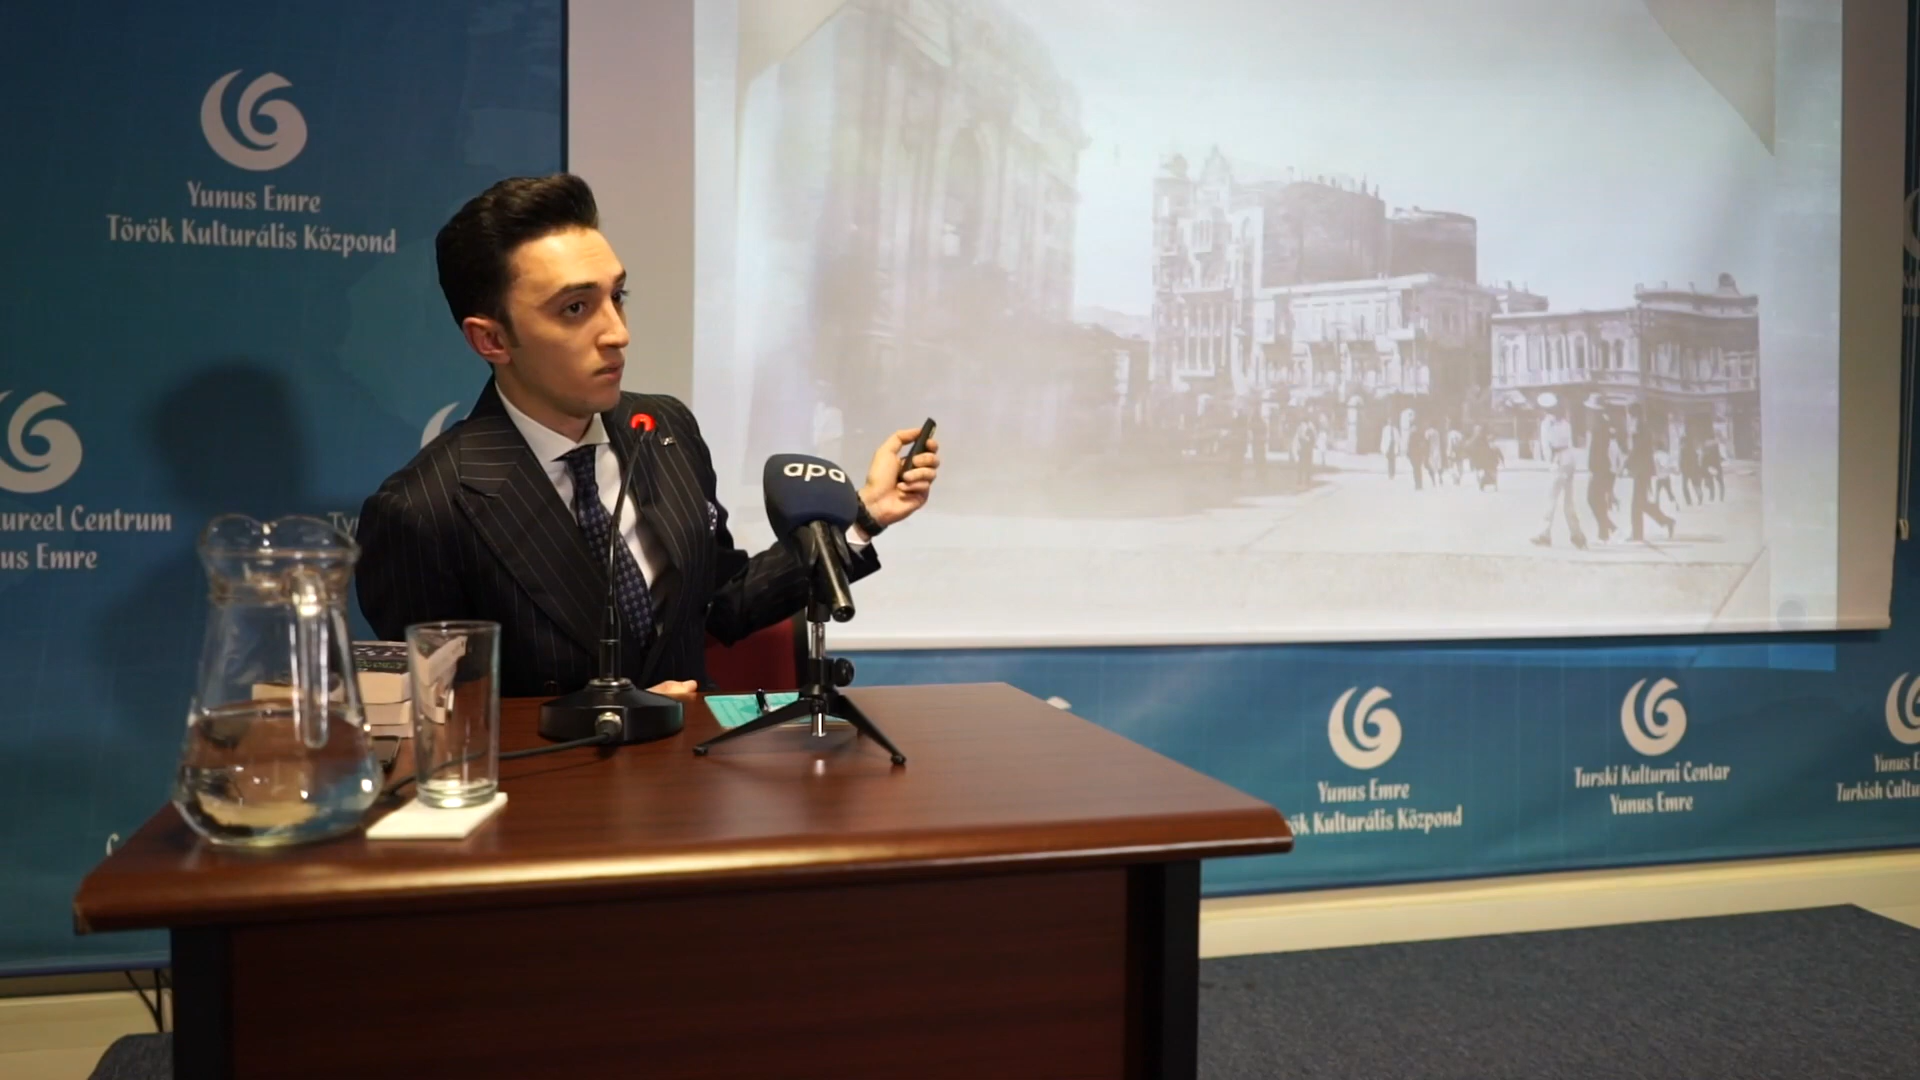 Yunus Emre
Török Kulturális Központ
ureel Centrum
us Emre
apa
Yunus Emre
ök Kulturális Központ
Turski Kulturni Centar
Yunus Emre
Yunus E
Turkish Cultu